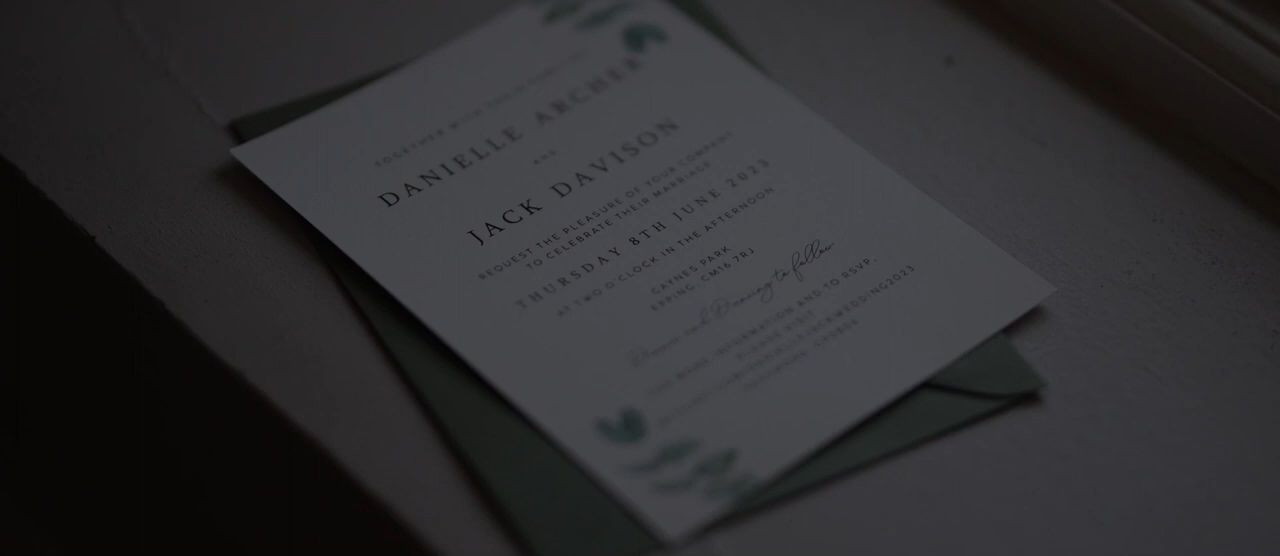 TOGETHER WITH THEIR
DANIELLE ARCHER
AND
JACK DAVISON
REQUEST THE PLEASURE OF YOUR COMPANY
TO CELEBRATE THEIR MARRIAGE
THURSDAY 8TH JUNE 2023
AT TWO O'CLOCK IN THE AFTERNOON
GAYNES PARK
EPPING, CM16 7RJ
Dinner and Dancing to follow
FOR MORE INFORMATION AND TO RSVP,
PLEASE VISIT